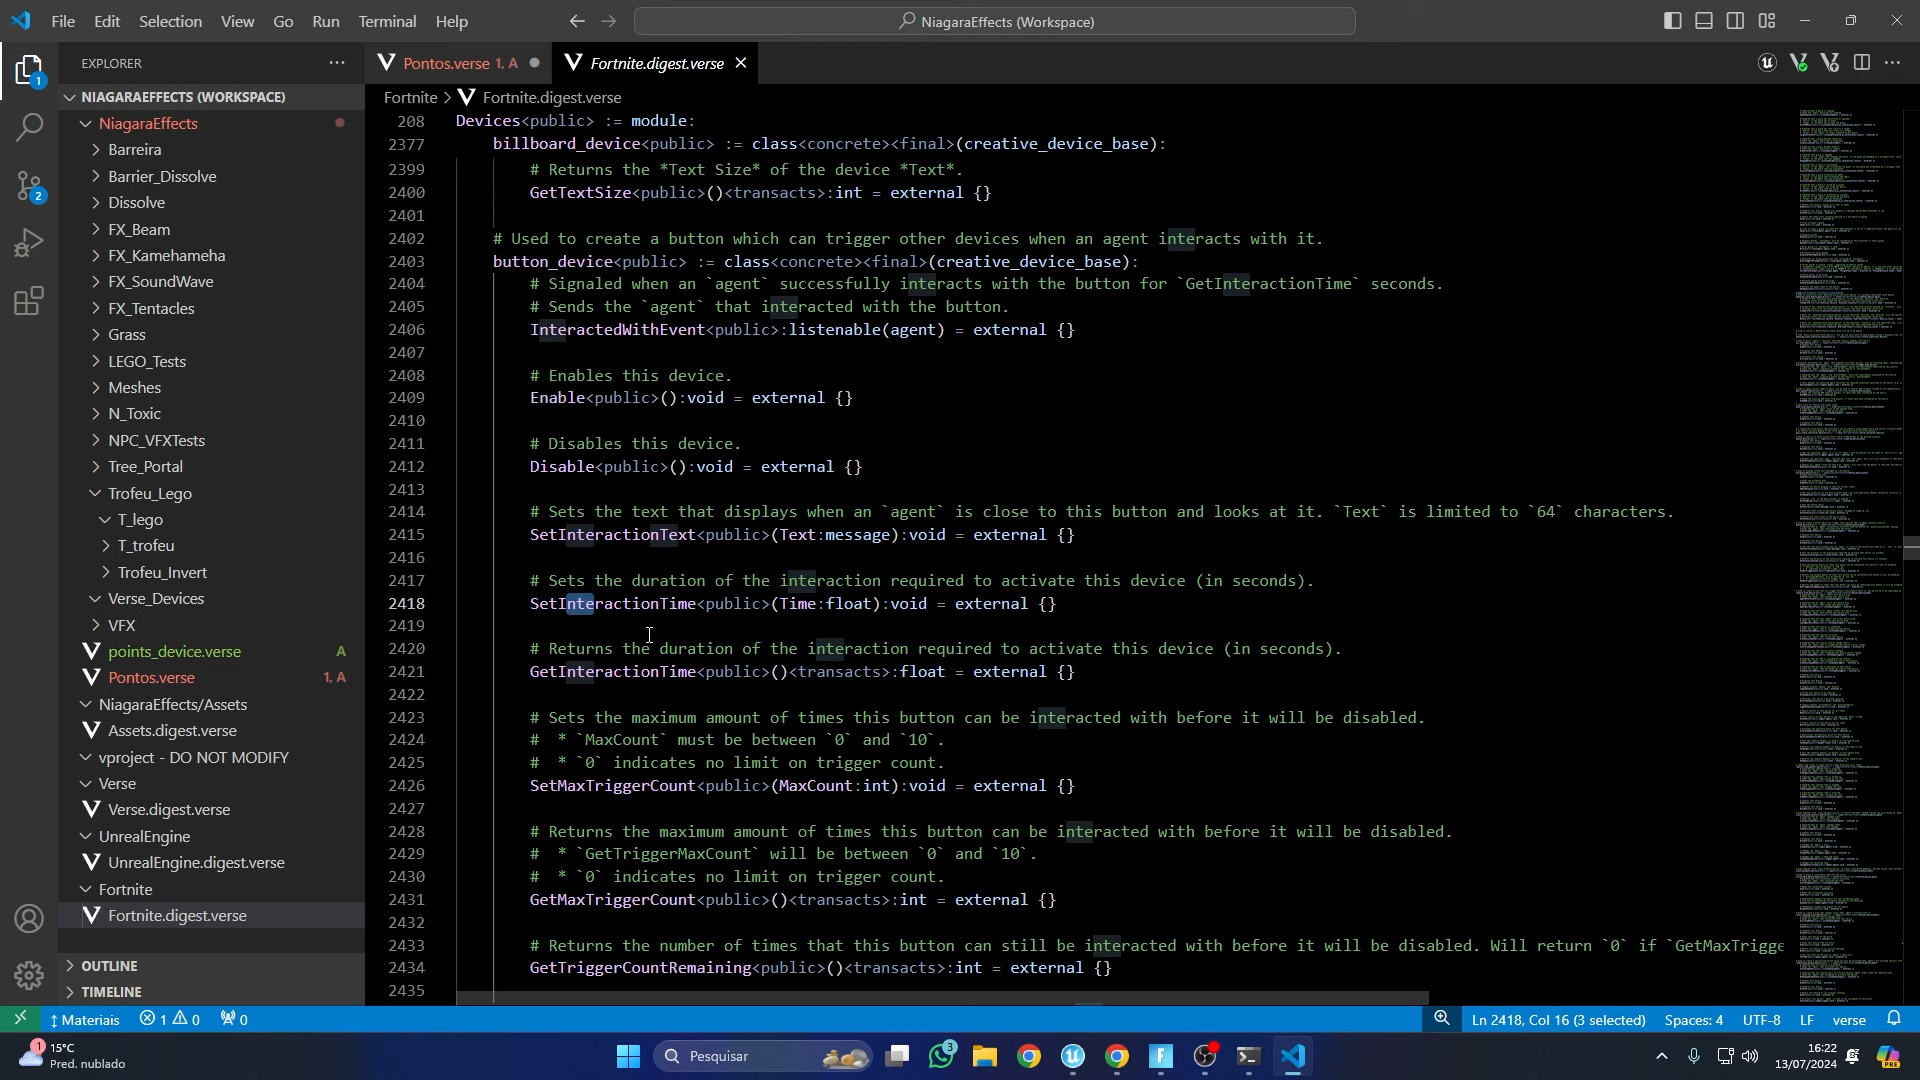 File Edit Selection View Go Run Terminal Help
NiagaraEffects (Workspace)
EXPLORER
Pontos.verse 1, A
Fortnite.digest.verse
NIAGARAEFFECTS (WORKSPACE)
Fortnite > Fortnite.digest.verse
NiagaraEffects
Barreira
Barrier_Dissolve
Dissolve
FX_Beam
FX_Kamehameha
FX_SoundWave
FX_Tentacles
Grass
LEGO_Tests
Meshes
N_Toxic
NPC_VFXTests
Tree_Portal
Trofeu_Lego
T_lego
T_trofeu
Trofeu_Invert
Verse_Devices
VFX
points_device.verse A
Pontos.verse 1, A
NiagaraEffects/Assets
Assets.digest.verse
vproject - DO NOT MODIFY
Verse
Verse.digest.verse
UnrealEngine
UnrealEngine.digest.verse
Fortnite
Fortnite.digest.verse
OUTLINE
TIMELINE
1
2
208 Devices<public> := module:
2377 billboard_device<public> := class<concrete><final>(creative_device_base):
2399 # Returns the *Text Size* of the device *Text*.
2400 GetTextSize<public>()<transacts>:int = external {}
2401
2402 # Used to create a button which can trigger other devices when an agent interacts with it.
2403 button_device<public> := class<concrete><final>(creative_device_base):
2404 # Signaled when an `agent` successfully interacts with the button for `GetInteractionTime` seconds.
2405 # Sends the `agent` that interacted with the button.
2406 InteractedWithEvent<public>:listenable(agent) = external {}
2407
2408 # Enables this device.
2409 Enable<public>():void = external {}
2410
2411 # Disables this device.
2412 Disable<public>():void = external {}
2413
2414 # Sets the text that displays when an `agent` is close to this button and looks at it. `Text` is limited to `64` characters.
2415 SetInteractionText<public>(Text:message):void = external {}
2416
2417 # Sets the duration of the interaction required to activate this device (in seconds).
2418 SetInteractionTime<public>(Time:float):void = external {}
2419
2420 # Returns the duration of the interaction required to activate this device (in seconds).
2421 GetInteractionTime<public>()<transacts>:float = external {}
2422
2423 # Sets the maximum amount of times this button can be interacted with before it will be disabled.
2424 # * `MaxCount` must be between `0` and `10`.
2425 # * `0` indicates no limit on trigger count.
2426 SetMaxTriggerCount<public>(MaxCount:int):void = external {}
2427
2428 # Returns the maximum amount of times this button can be interacted with before it will be disabled.
2429 # * `GetTriggerMaxCount` will be between `0` and `10`.
2430 # * `0` indicates no limit on trigger count.
2431 GetMaxTriggerCount<public>()<transacts>:int = external {}
2432
2433 # Returns the number of times that this button can still be interacted with before it will be disabled. Will return `0` if `GetMaxTrigge
2434 GetTriggerCountRemaining<public>()<transacts>:int = external {}
2435
Materiais 1 0 0
Ln 2418, Col 16 (3 selected) Spaces: 4 UTF-8 LF verse
1
15°C
Pred. nublado
Pesquisar
3
16:22
13/07/2024
PRE